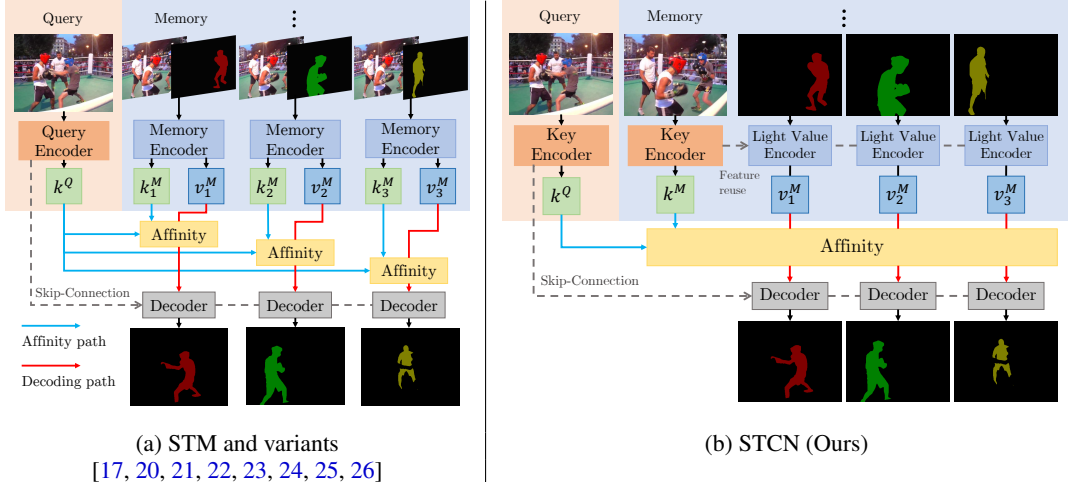 Query
Memory
⋮
Query
Encoder
Memory
Encoder
Memory
Encoder
Memory
Encoder
k^Q
k_1^M
v_1^M
k_2^M
v_2^M
k_3^M
v_3^M
Affinity
Affinity
Affinity
Skip-Connection
Decoder
Decoder
Decoder
Affinity path
Decoding path
(a) STM and variants
[17, 20, 21, 22, 23, 24, 25, 26]
Query
Memory
⋮
Key
Encoder
Key
Encoder
Light Value
Encoder
Light Value
Encoder
Light Value
Encoder
Feature
reuse
k^Q
k^M
v_1^M
v_2^M
v_3^M
Affinity
Skip-Connection
Decoder
Decoder
Decoder
(b) STCN (Ours)